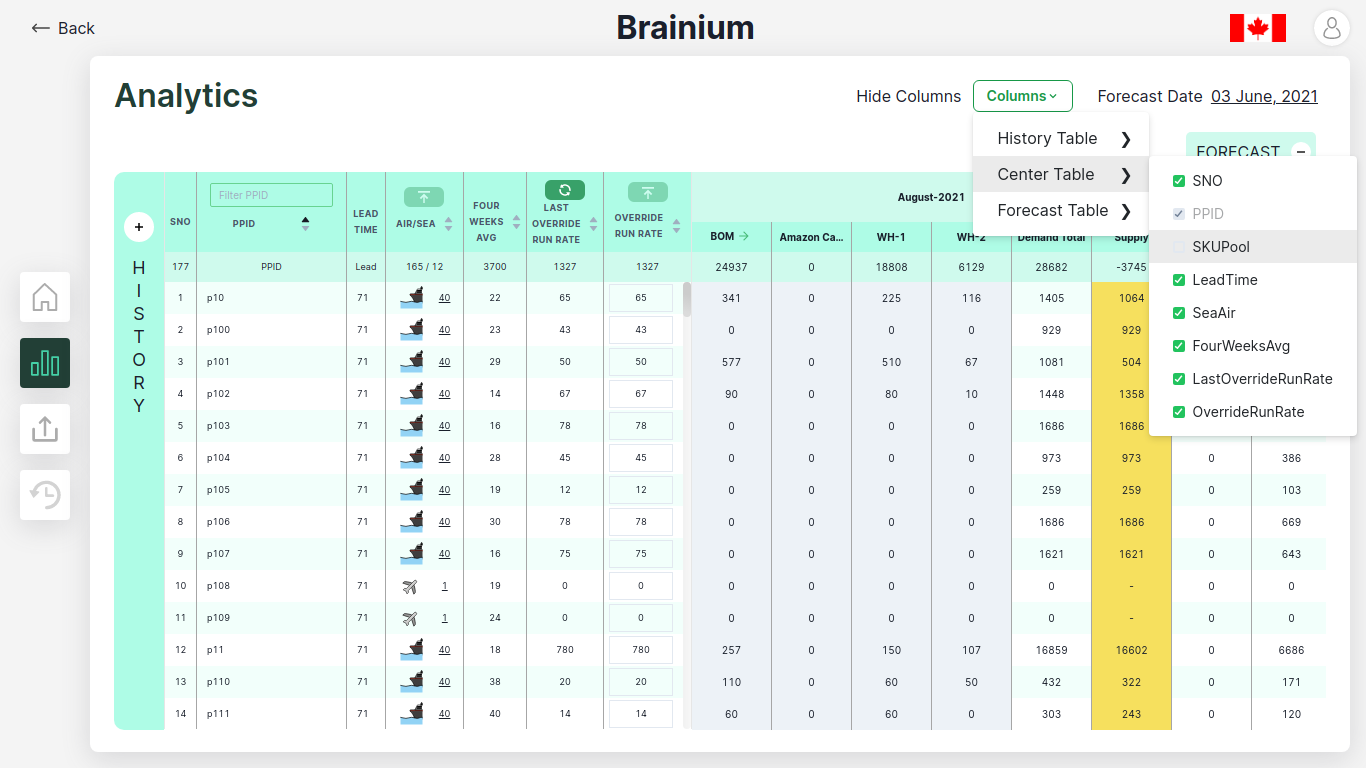 Back
Brainium
Analytics
Hide Columns
Columns
Forecast Date 03 June, 2021
History Table
Center Table
Forecast Table
FORECAST
SNO
PPID
SKUPool
LeadTime
SeaAir
FourWeeksAvg
LastOverrideRunRate
OverrideRunRate
HISTORY
Filter PPID
August-2021
SNO PPID LEAD TIME AIR/SEA FOUR WEEKS AVG LAST OVERRIDE RUN RATE OVERRIDE RUN RATE BOM Amazon Ca... WH-1 WH-2 Demand Total Supply
177 PPID Lead 165 / 12 3700 1327 1327 24937 0 18808 6129 28682 -3745
1 p10 71 40 22 65 65 341 0 225 116 1405 1064
2 p100 71 40 23 43 43 0 0 0 0 929 929
3 p101 71 40 29 50 50 577 0 510 67 1081 504
4 p102 71 40 14 67 67 90 0 80 10 1448 1358
5 p103 71 40 16 78 78 0 0 0 0 1686 1686
6 p104 71 40 28 45 45 0 0 0 0 973 973 0 386
7 p105 71 40 19 12 12 0 0 0 0 259 259 0 103
8 p106 71 40 30 78 78 0 0 0 0 1686 1686 0 669
9 p107 71 40 16 75 75 0 0 0 0 1621 1621 0 643
10 p108 71 1 19 0 0 0 0 0 0 0 - 0 0
11 p109 71 1 24 0 0 0 0 0 0 0 - 0 0
12 p11 71 40 18 780 780 257 0 150 107 16859 16602 0 6686
13 p110 71 40 38 20 20 110 0 60 50 432 322 0 171
14 p111 71 40 40 14 14 60 0 60 0 303 243 0 120